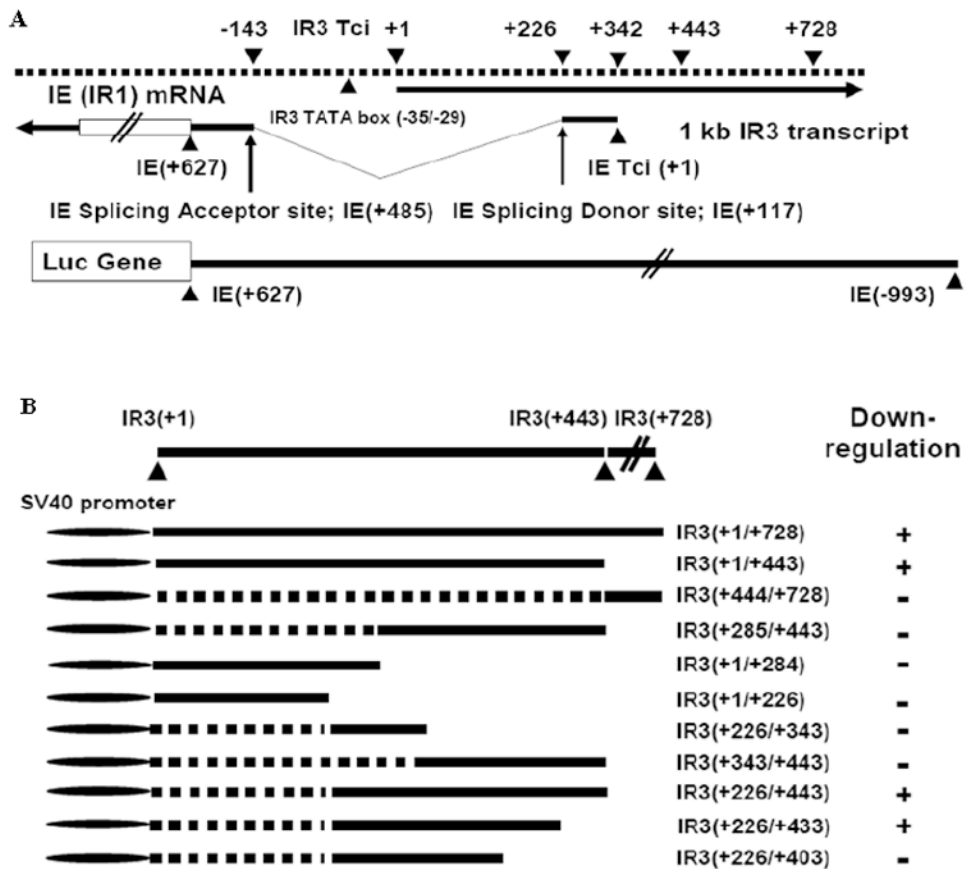 A
-143 IR3 Tci +1 +226 +342 +443 +728
IE (IR1) mRNA
IR3 TATA box (-35/-29)
1 kb IR3 transcript
IE(+627)
IE Tci (+1)
IE Splicing Acceptor site; IE(+485) IE Splicing Donor site; IE(+117)
Luc Gene
IE(+627) IE(-993)
B
IR3(+1) IR3(+443) IR3(+728)
Down-
regulation
SV40 promoter
IR3(+1/+728) +
IR3(+1/+443) +
IR3(+444/+728) -
IR3(+285/+443) -
IR3(+1/+284) -
IR3(+1/+226) -
IR3(+226/+343) -
IR3(+343/+443) -
IR3(+226/+443) +
IR3(+226/+433) +
IR3(+226/+403) -